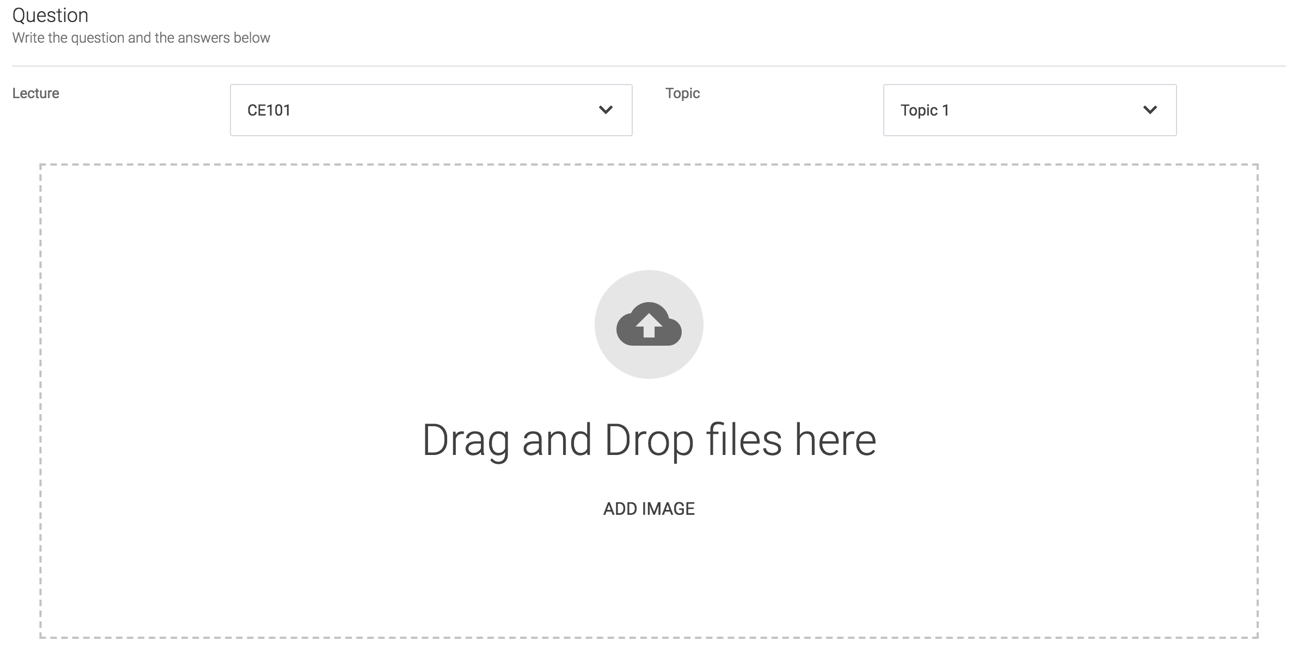 Question
Write the question and the answers below
Lecture
CE101
Topic
Topic 1
Drag and Drop files here
ADD IMAGE